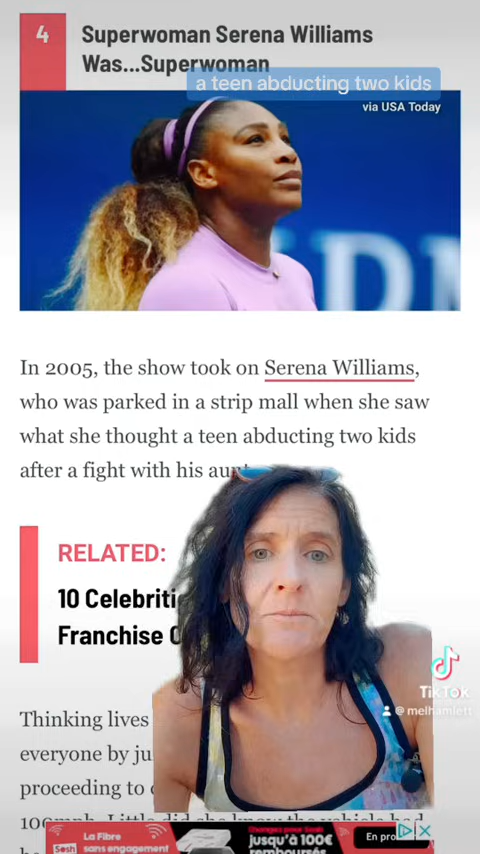 4
Superwoman Serena Williams
Was...Superwoman
a teen abducting two kids
via USA Today
In 2005, the show took on Serena Williams,
who was parked in a strip mall when she saw
what she thought a teen abducting two kids
after a fight with his aunt
RELATED:
10 Celebriti
Franchise
Thinking lives
everyone by ju
proceeding to
TikTok
@melhamlett
La Fibre
sans engagement
Sosh
jusqu'à 100€
remboursés
En pro